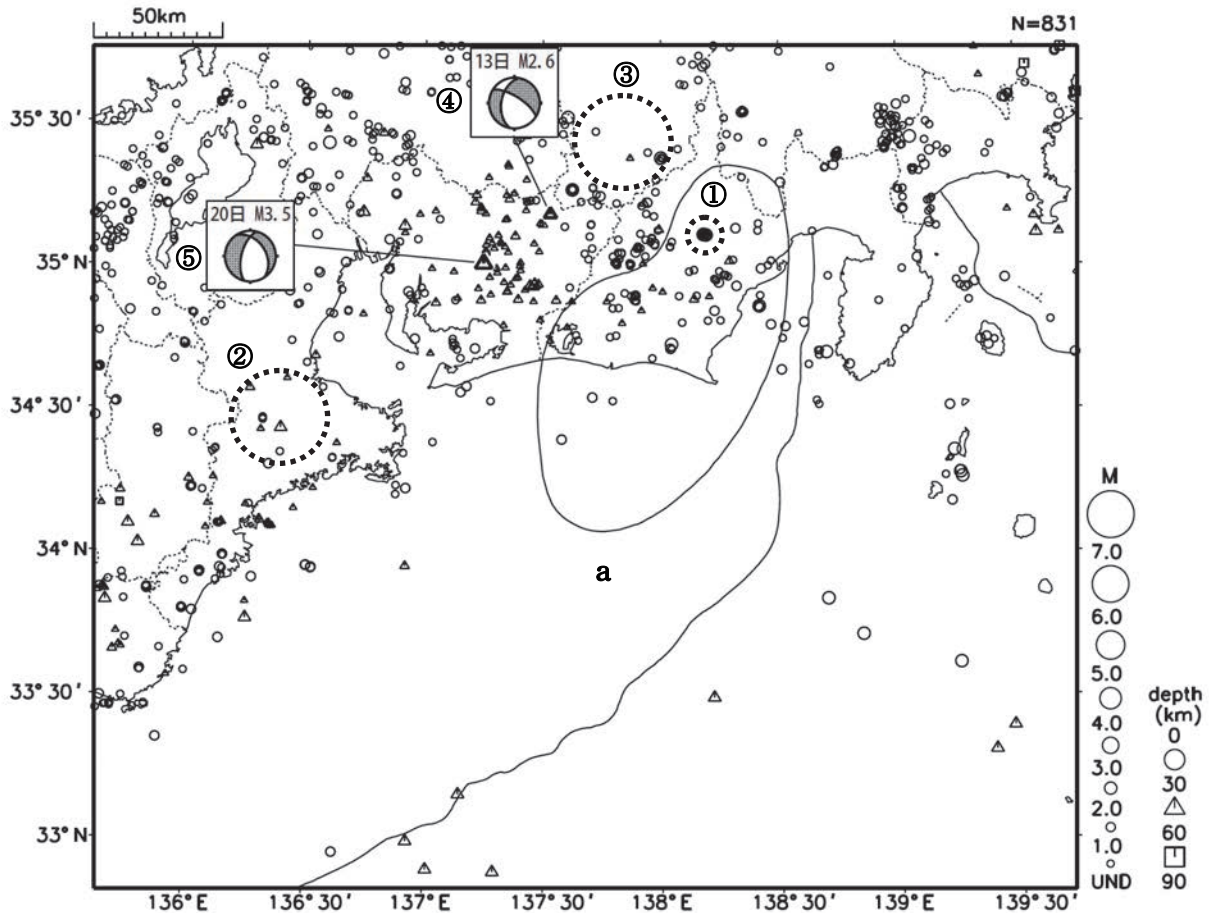 50km
N=831
13日 M2.6
③
④
35°30′
①
20日 M3.5
⑤
35°N
②
34°30′
M
34°N
7.0
a
6.0
5.0
33°30′
depth
(km)
4.0
0
3.0
30
2.0
33°N
60
1.0
UND
90
136°E
136°30′
137°E
137°30′
138°E
138°30′
139°E
139°30′